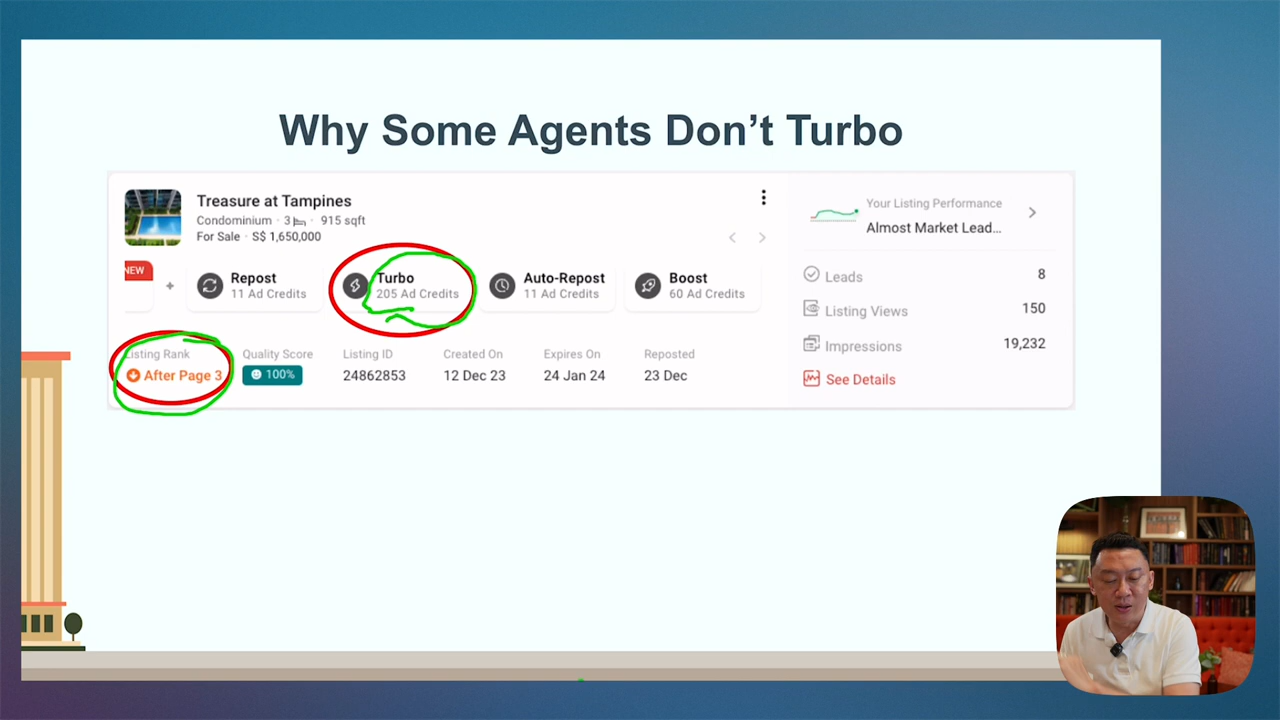 Why Some Agents Don't Turbo
Treasure at Tampines
Condominium · 3 · 915 sqft
For Sale · S$ 1,650,000
NEW
Repost
11 Ad Credits
Turbo
205 Ad Credits
Auto-Repost
11 Ad Credits
Boost
60 Ad Credits
Listing Rank
After Page 3
Quality Score
100%
Listing ID
24862853
Created On
12 Dec 23
Expires On
24 Jan 24
Reposted
23 Dec
Your Listing Performance
Almost Market Lead...
Leads 8
Listing Views 150
Impressions 19,232
See Details